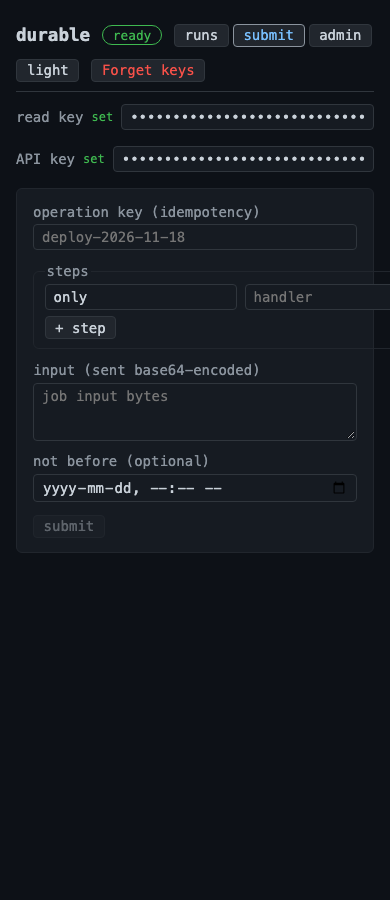 durable ready runs submit admin
light Forget keys
read key set ••••••••••••••••••••••••••••
API key set •••••••••••••••••••••••••••••
operation key (idempotency)
deploy-2026-11-18
steps
only handler
+ step
input (sent base64-encoded)
job input bytes
not before (optional)
yyyy-mm-dd, --:-- --
submit